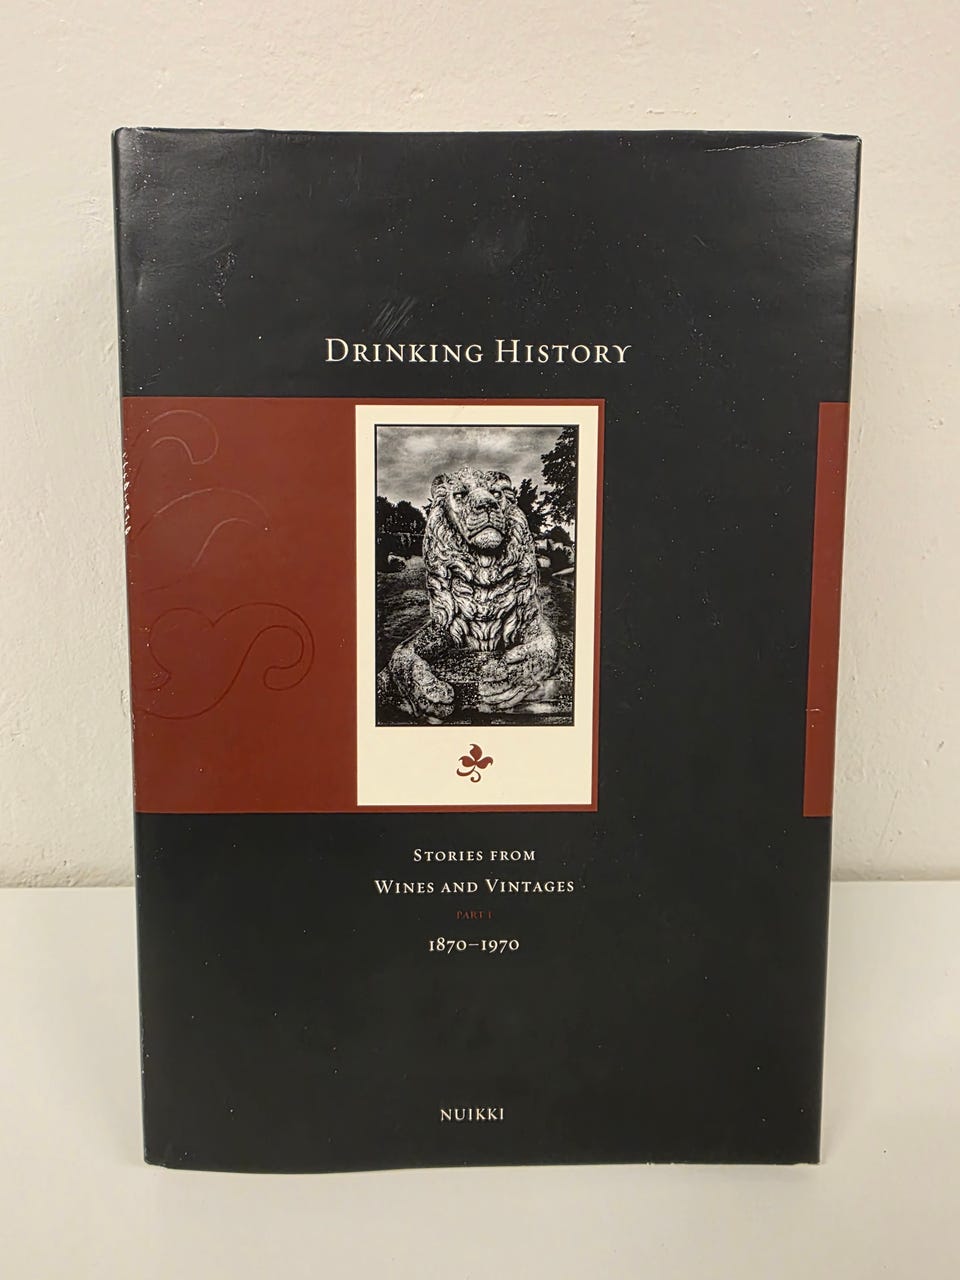 Drinking History
Stories from
Wines and Vintages
PART I
1870–1970
NUIKKI